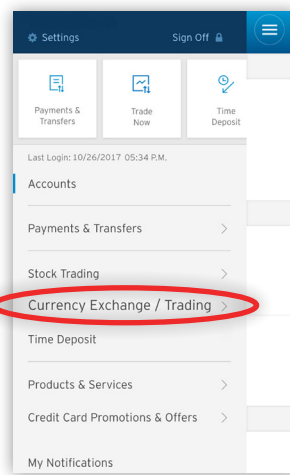 Settings Sign Off
Payments & Transfers
Trade Now
Time Deposit
Last Login: 10/26/2017 05:34 P.M.
Accounts
Payments & Transfers
Stock Trading
Currency Exchange / Trading
Time Deposit
Products & Services
Credit Card Promotions & Offers
My Notifications